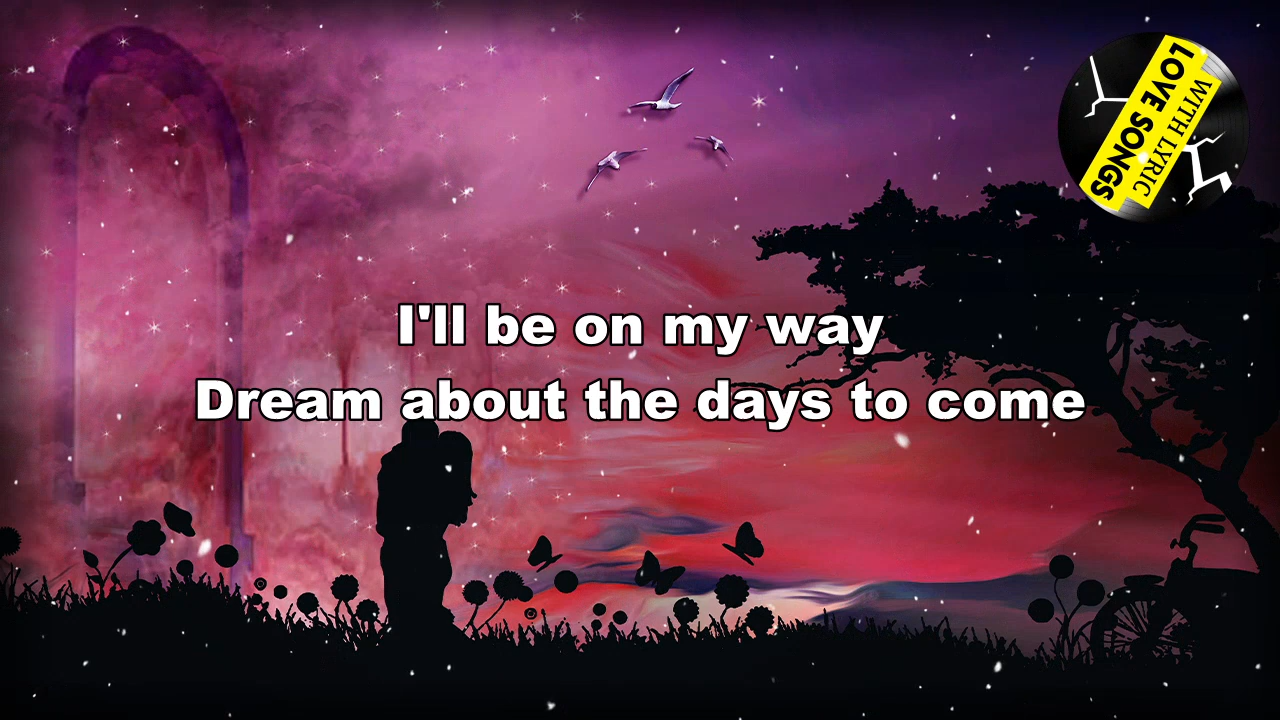 LOVE SONGS
WITH LYRIC
I'll be on my way
Dream about the days to come